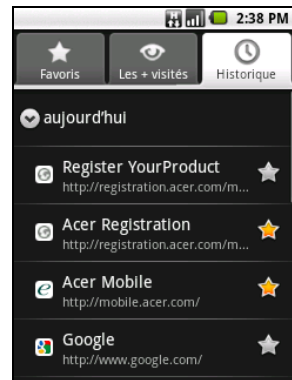 2:38 PM
Favoris
Les + visités
Historique
aujourd'hui
Register YourProduct
http://registration.acer.com/m...
Acer Registration
http://registration.acer.com/m...
Acer Mobile
http://mobile.acer.com/
Google
http://www.google.com/